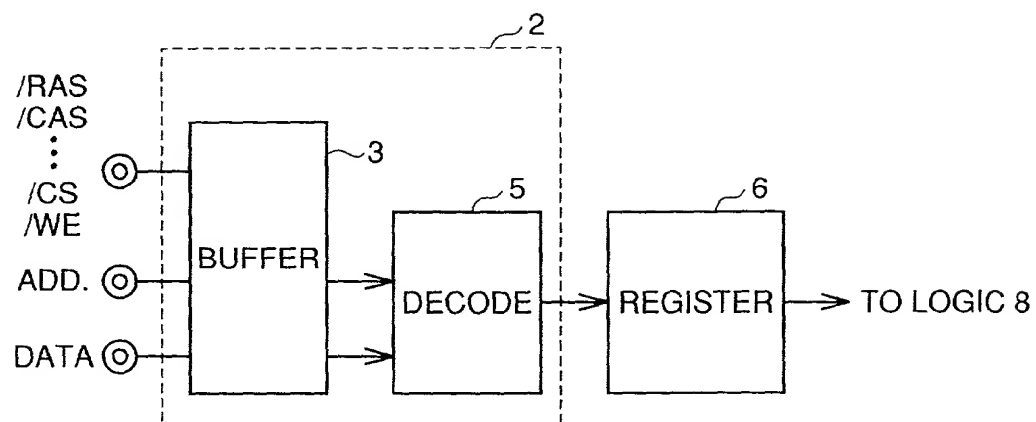 2
/RAS
/CAS
/CS
/WE
3
5
6
BUFFER
ADD.
DECODE
REGISTER
TO LOGIC 8
DATA